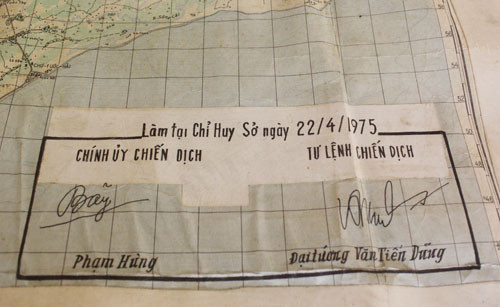 Làm tại Chỉ Huy Sở ngày 22/4/1975
CHÍNH ỦY CHIẾN DỊCH
TƯ LỆNH CHIẾN DỊCH
Phạm Hùng
Đại tướng Văn Tiến Dũng